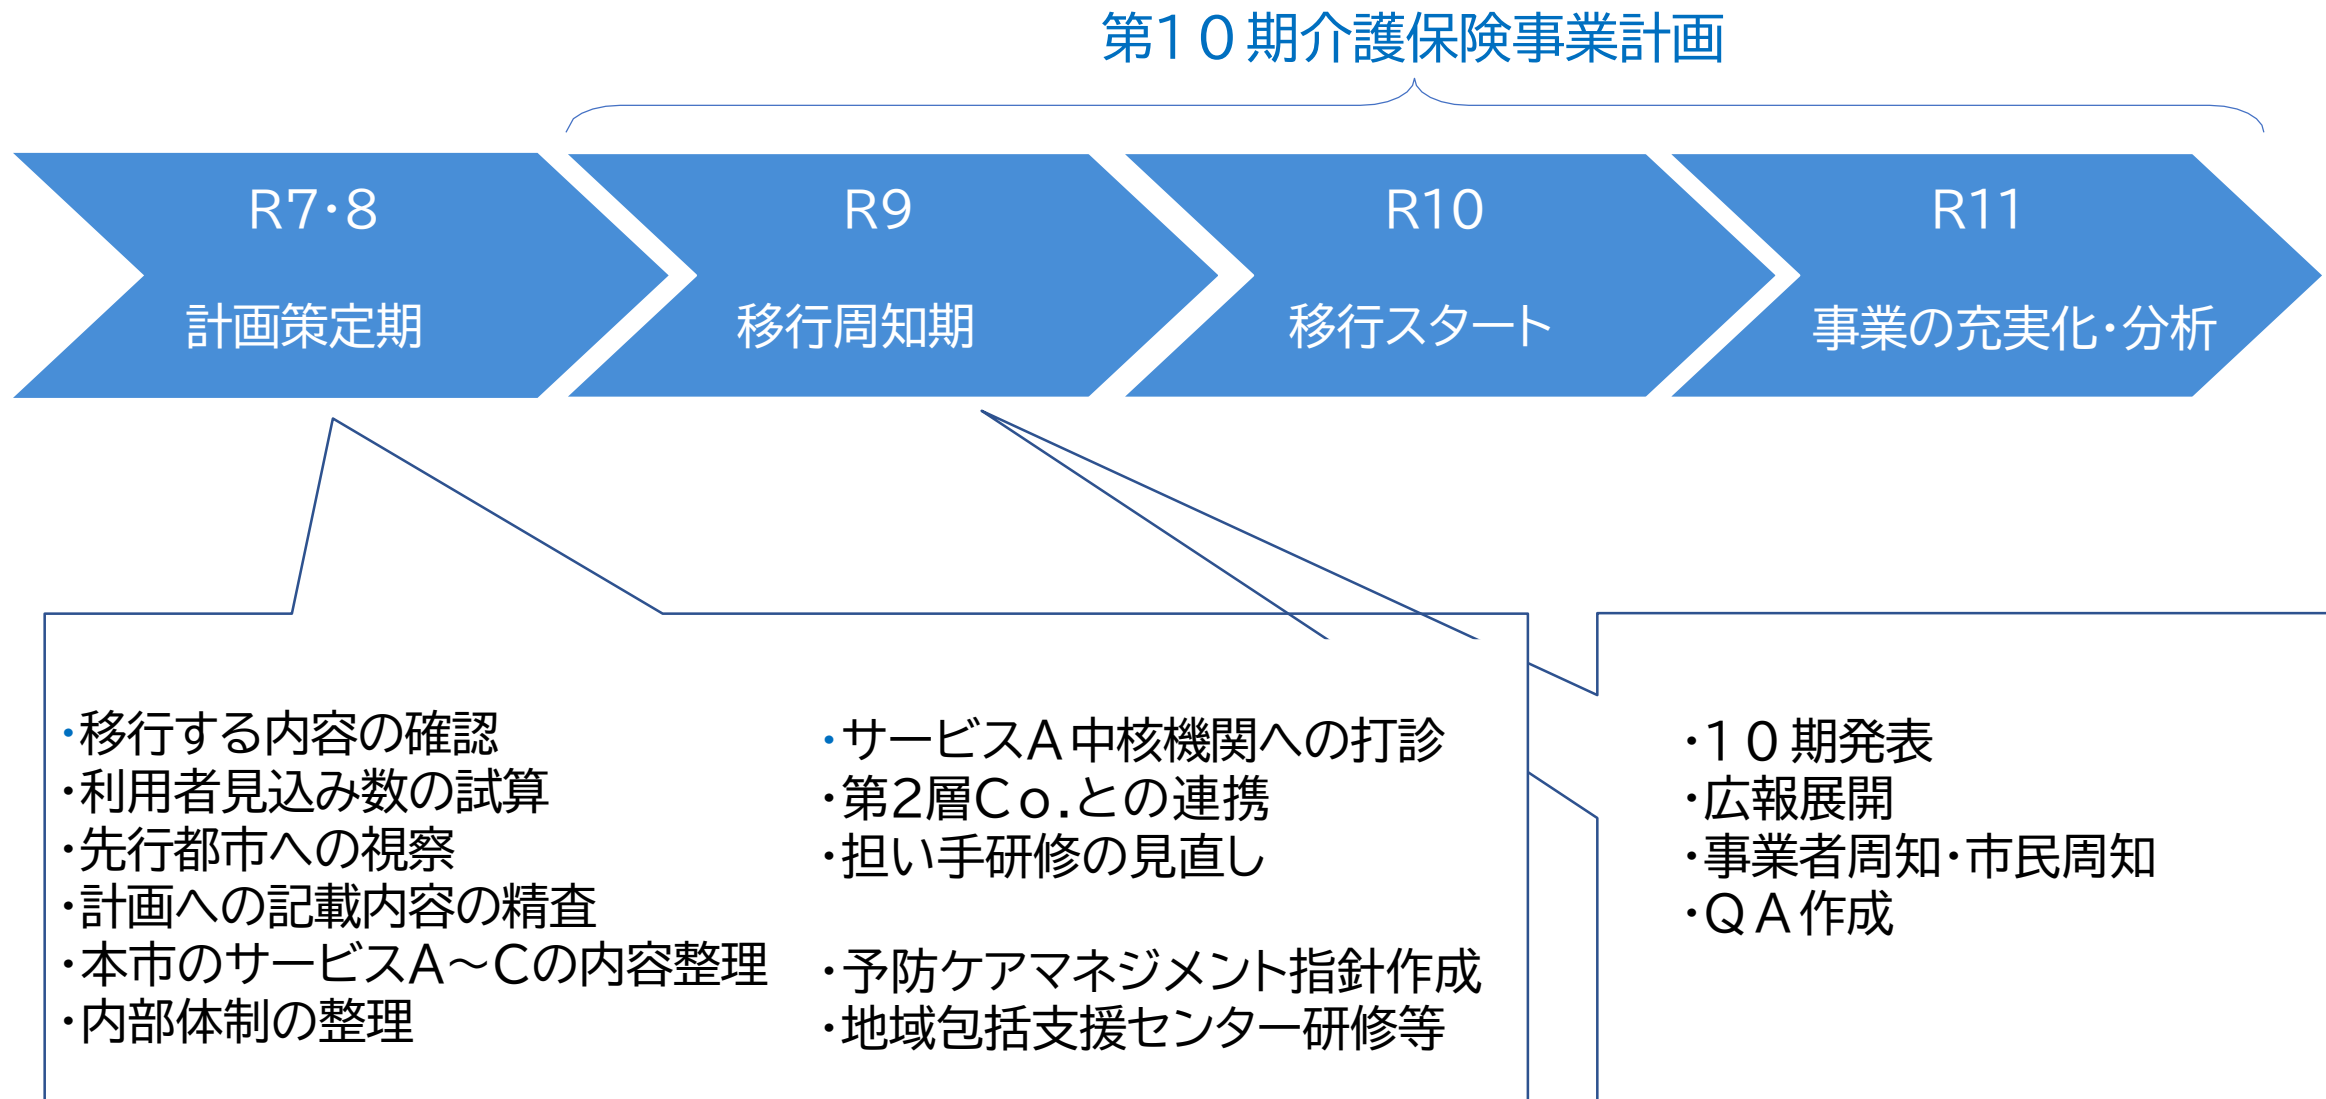 第10期介護保険事業計画
R7・8
計画策定期
R9
移行周知期
R10
移行スタート
R11
事業の充実化・分析
・移行する内容の確認
・利用者見込み数の試算
・先行都市への視察
・計画への記載内容の精査
・本市のサービスA～Cの内容整理
・内部体制の整理
・サービスA中核機関への打診
・第2層Co.との連携
・担い手研修の見直し
・予防ケアマネジメント指針作成
・地域包括支援センター研修等
・10期発表
・広報展開
・事業者周知・市民周知
・QA作成